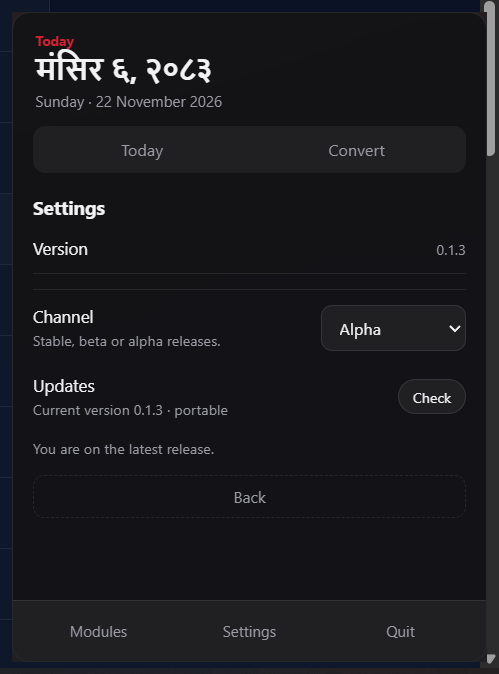 Today
मंसिर ६, २०८३
Sunday · 22 November 2026
Today Convert
Settings
Version 0.1.3
Channel
Stable, beta or alpha releases.
Alpha
Updates
Current version 0.1.3 · portable
Check
You are on the latest release.
Back
Modules Settings Quit